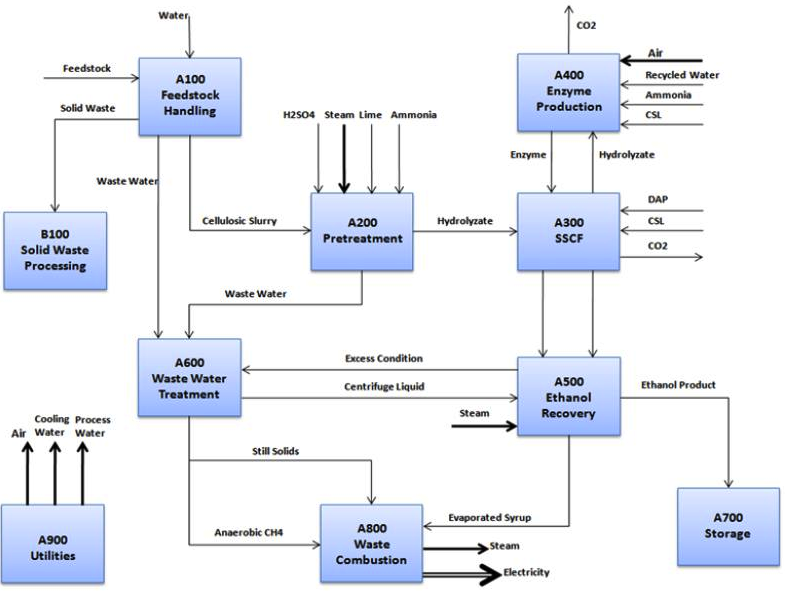 Water
CO2
Feedstock
A100
Feedstock
Handling
A400
Enzyme
Production
Air
Recycled Water
Ammonia
CSL
Solid Waste
H2SO4 Steam Lime Ammonia
Enzyme
Hydrolyzate
Waste Water
Cellulosic Slurry
A200
Pretreatment
Hydrolyzate
A300
SSCF
DAP
CSL
CO2
B100
Solid Waste
Processing
Waste Water
A600
Waste Water
Treatment
Excess Condition
Centrifuge Liquid
A500
Ethanol
Recovery
Ethanol Product
Steam
Air
Cooling
Water
Process
Water
Still Solids
A900
Utilities
Anaerobic CH4
A800
Waste
Combustion
Evaporated Syrup
Steam
Electricity
A700
Storage